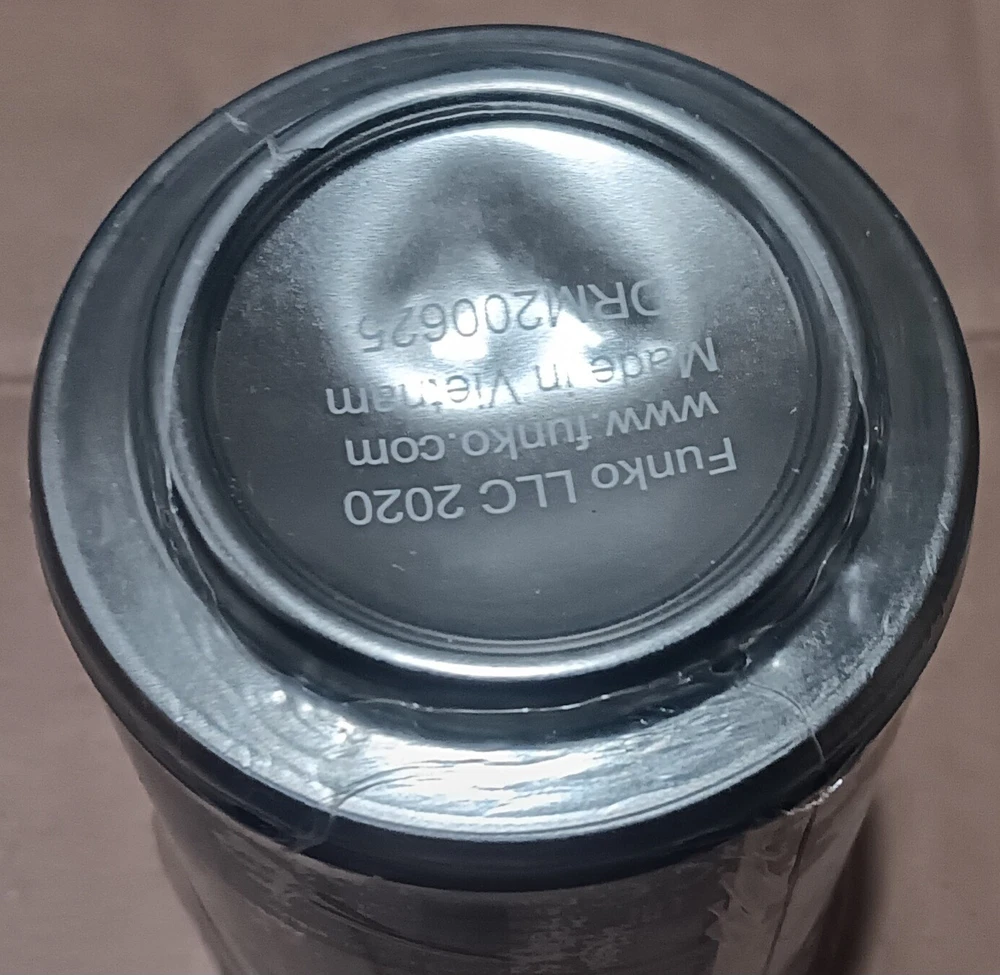 Funko LLC 2020
www.funko.com
Made in Vietnam
DRM200625